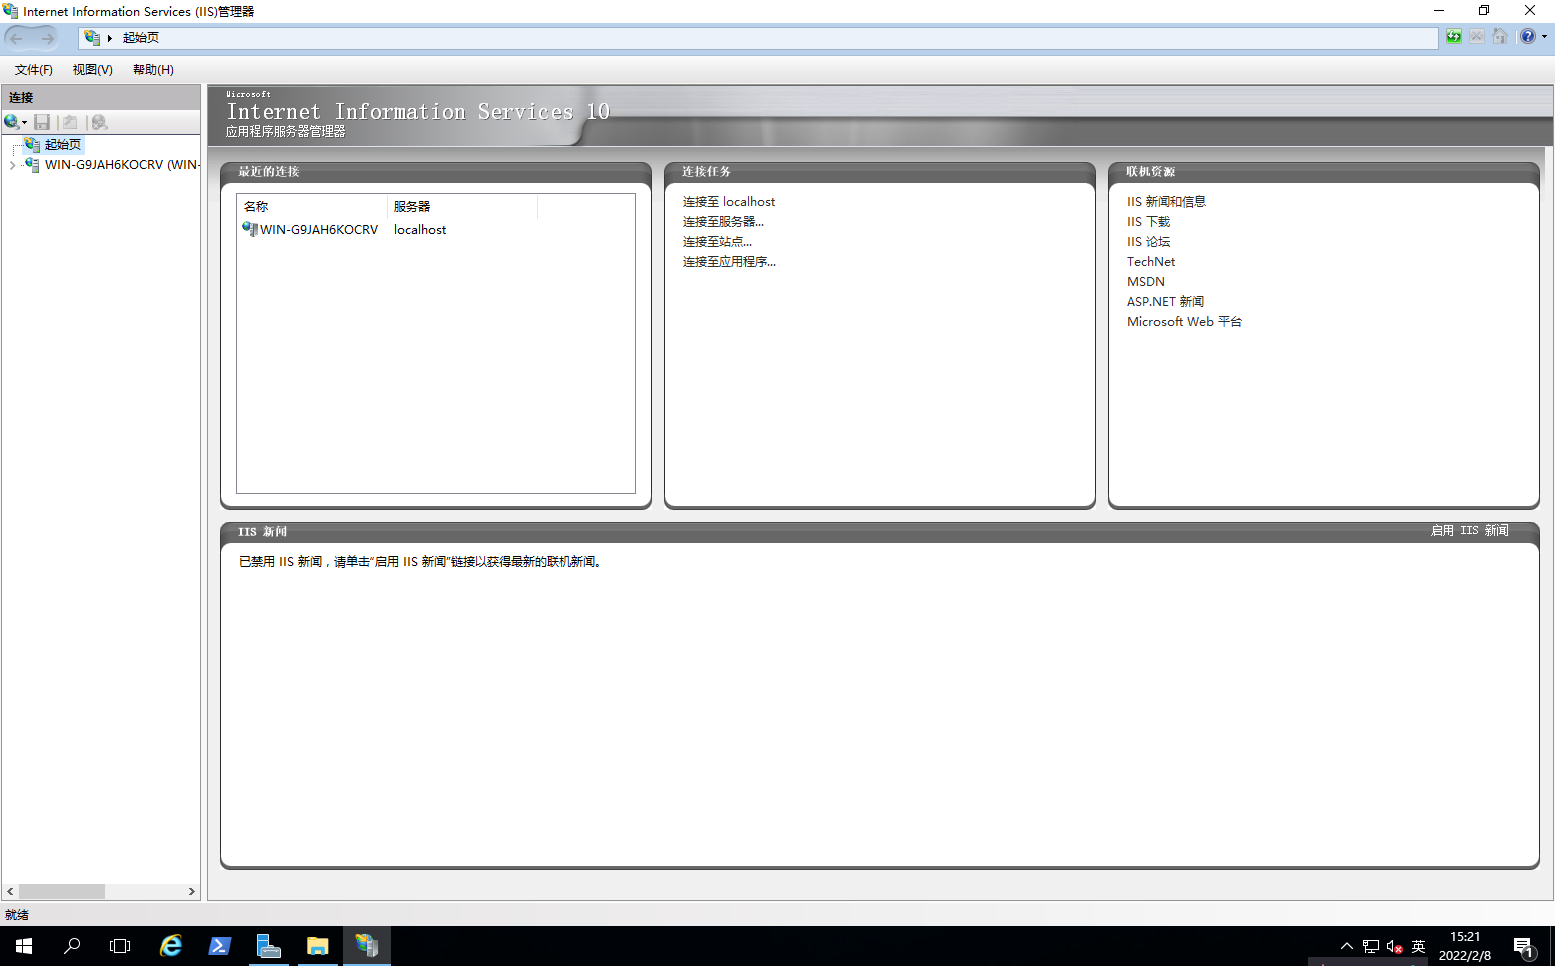 Internet Information Services (IIS)管理器
起始页
文件(F) 视图(V) 帮助(H)
连接
起始页
WIN-G9JAH6KOCRV (WIN-
Microsoft
Internet Information Services 10
应用程序服务器管理器
最近的连接
名称 服务器
WIN-G9JAH6KOCRV localhost
连接任务
连接至 localhost
连接至服务器...
连接至站点...
连接至应用程序...
联机资源
IIS 新闻和信息
IIS 下载
IIS 论坛
TechNet
MSDN
ASP.NET 新闻
Microsoft Web 平台
IIS 新闻
启用 IIS 新闻
已禁用 IIS 新闻，请单击“启用 IIS 新闻”链接以获得最新的联机新闻。
就绪
英
15:21
2022/2/8
1